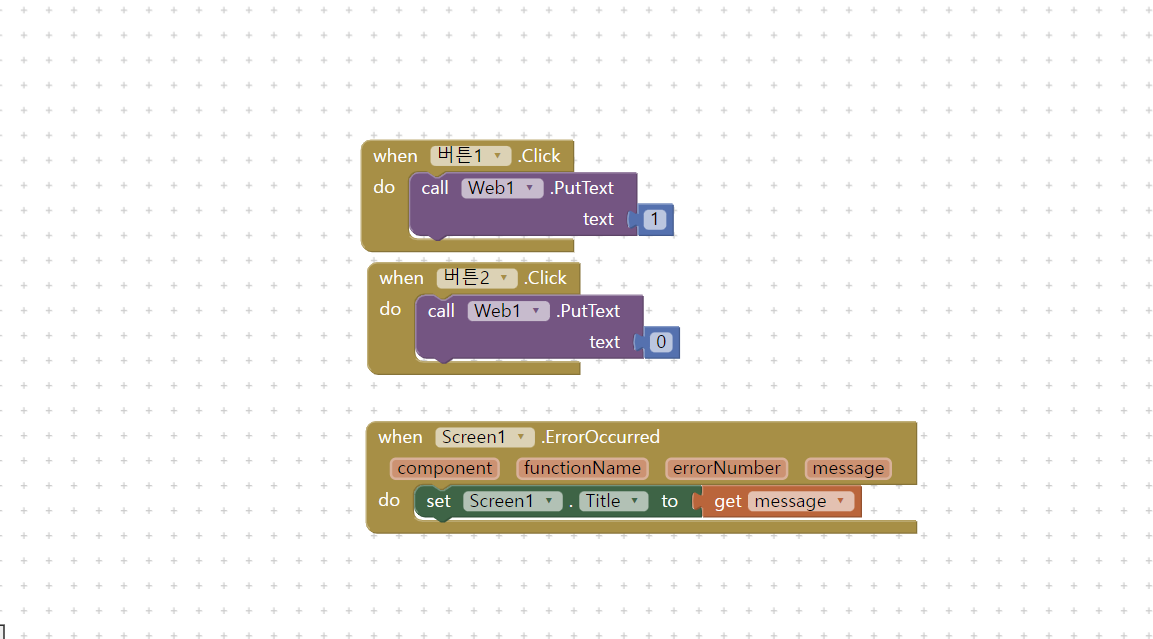 when 버튼1 .Click
do call Web1 .PutText
text 1
when 버튼2 .Click
do call Web1 .PutText
text 0
when Screen1 .ErrorOccurred
component functionName errorNumber message
do set Screen1 . Title to get message